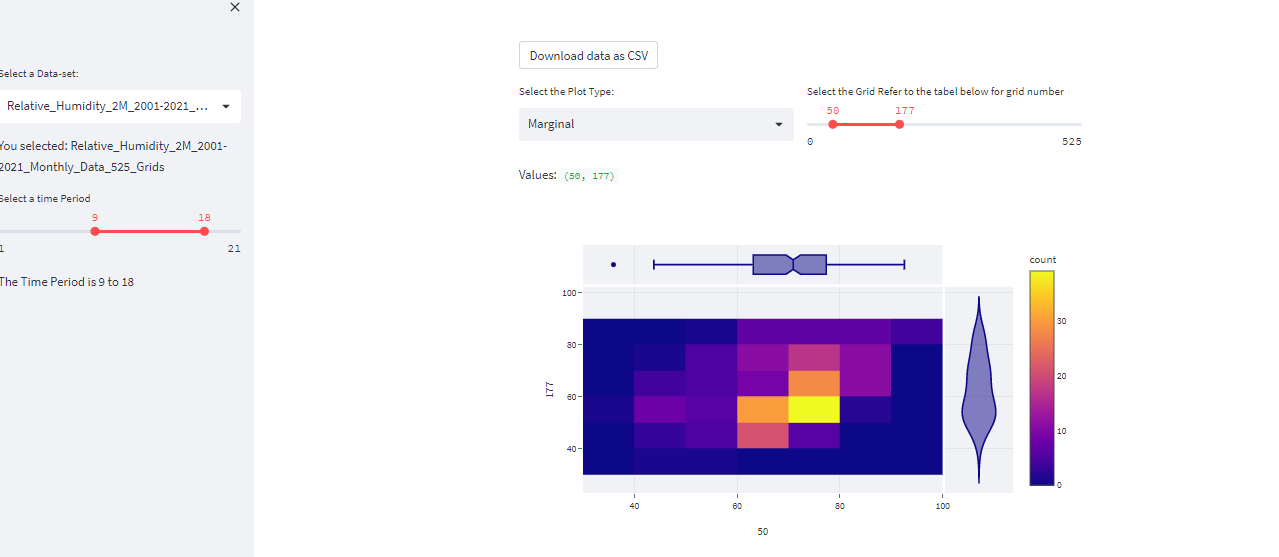 ×
Select a Data-set:
Relative_Humidity_2M_2001-2021_...
You selected: Relative_Humidity_2M_2001-
2021_Monthly_Data_525_Grids
Select a time Period
9 18
1 21
The Time Period is 9 to 18
Download data as CSV
Select the Plot Type:
Marginal
Select the Grid Refer to the tabel below for grid number
50 177
0 525
Values: (50, 177)
100
80
60
40
177
40 60 80 100
50
count
30
20
10
0